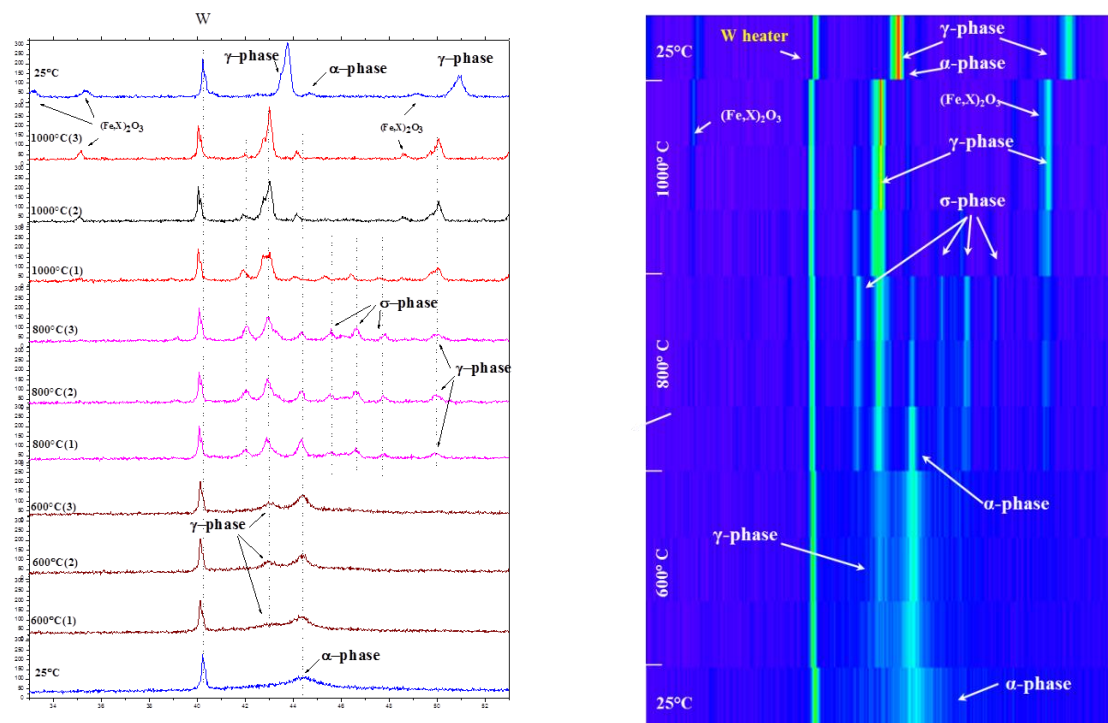 W
γ-phase
α-phase
γ-phase
25°C
(Fe,X)2O3
(Fe,X)2O3
1000°C(3)
1000°C(2)
1000°C(1)
σ-phase
800°C(3)
γ-phase
800°C(2)
800°C(1)
600°C(3)
γ-phase
600°C(2)
600°C(1)
α-phase
25°C
34 36 38 40 42 44 46 48 50 52
25°C
W heater
γ-phase
α-phase
(Fe,X)2O3
(Fe,X)2O3
γ-phase
1000° C
σ-phase
800° C
α-phase
γ-phase
600° C
α-phase
25°C